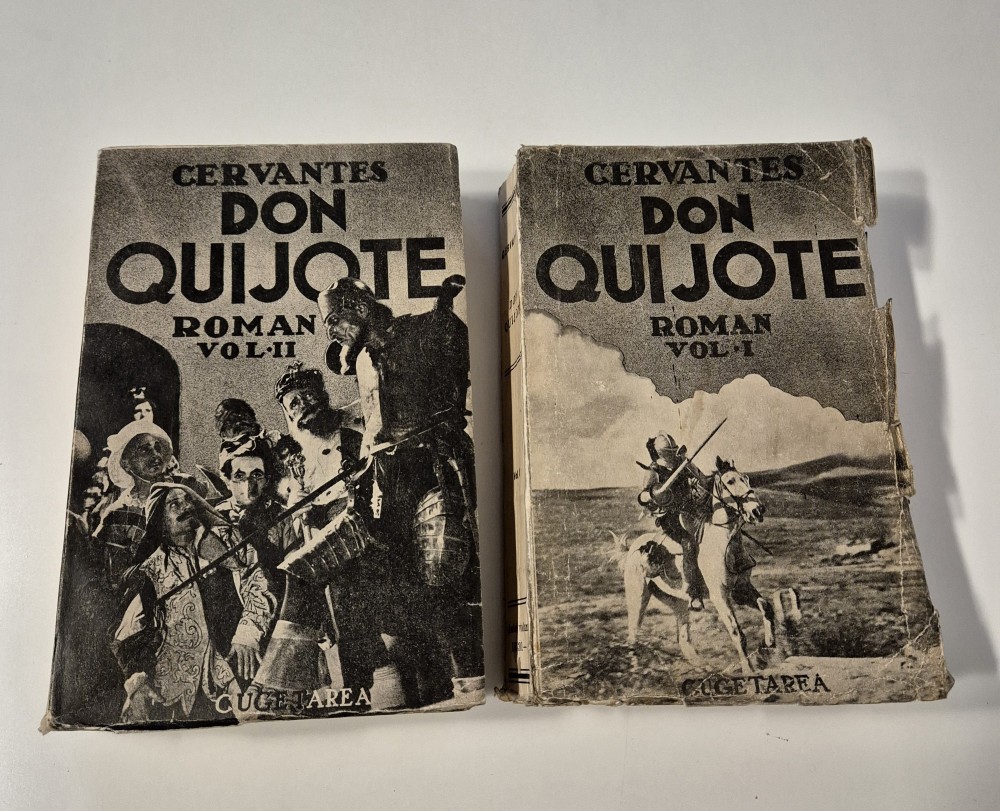 CERVANTES
DON
QUIJOTE
ROMAN
VOL·II
CUGETAREA
CERVANTES
DON
QUIJOTE
ROMAN
VOL·I
CUGETAREA